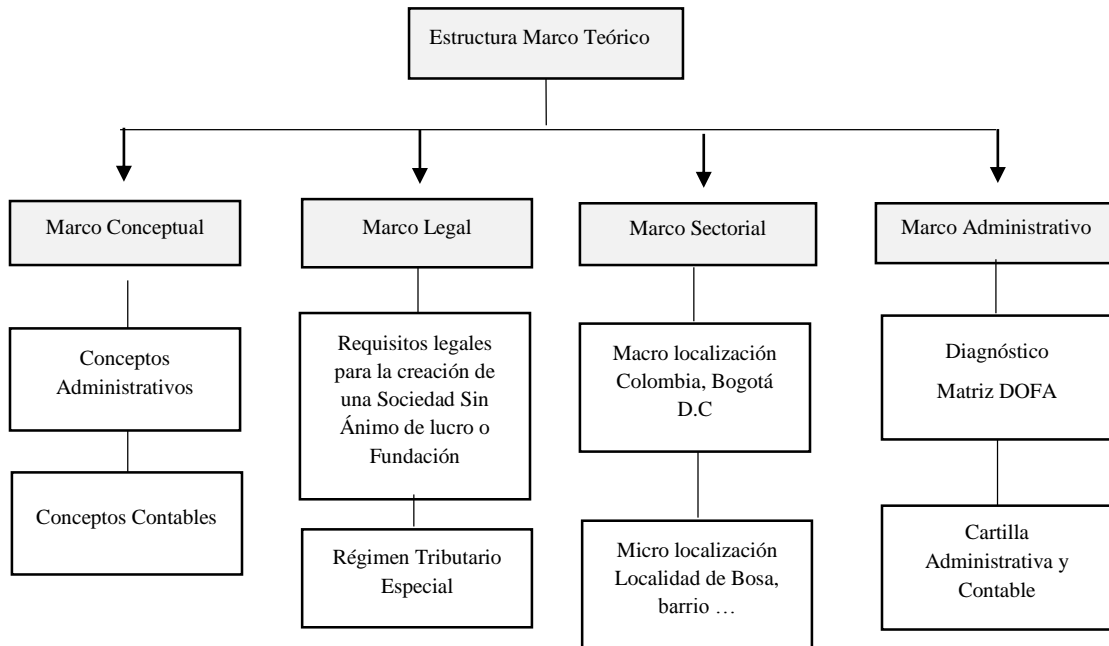 Estructura Marco Teórico
Marco Conceptual
Conceptos
Administrativos
Conceptos Contables
Marco Legal
Requisitos legales
para la creación de
una Sociedad Sin
Ánimo de lucro o
Fundación
Régimen Tributario
Especial
Marco Sectorial
Macro localización
Colombia, Bogotá
D.C
Micro localización
Localidad de Bosa,
barrio …
Marco Administrativo
Diagnóstico
Matriz DOFA
Cartilla
Administrativa y
Contable